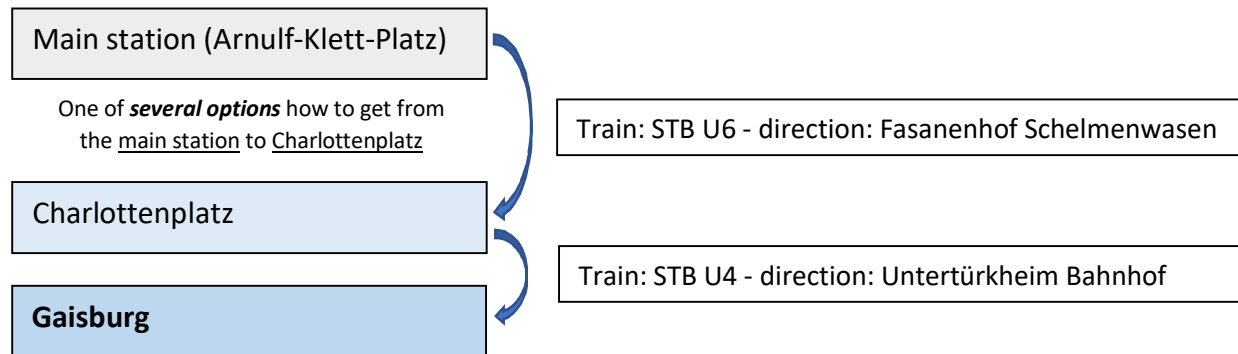 Main station (Arnulf-Klett-Platz)
One of several options how to get from
the main station to Charlottenplatz
Train: STB U6 - direction: Fasanenhof Schelmenwasen
Charlottenplatz
Train: STB U4 - direction: Untertürkheim Bahnhof
Gaisburg